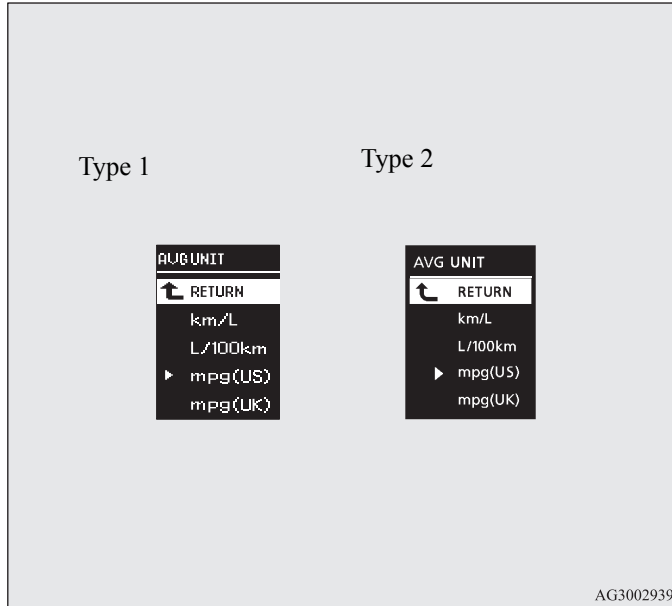 Type 1
Type 2
AVG UNIT
RETURN
km/L
L/100km
mpg(US)
mpg(UK)
AVG UNIT
RETURN
km/L
L/100km
mpg(US)
mpg(UK)
AG3002939